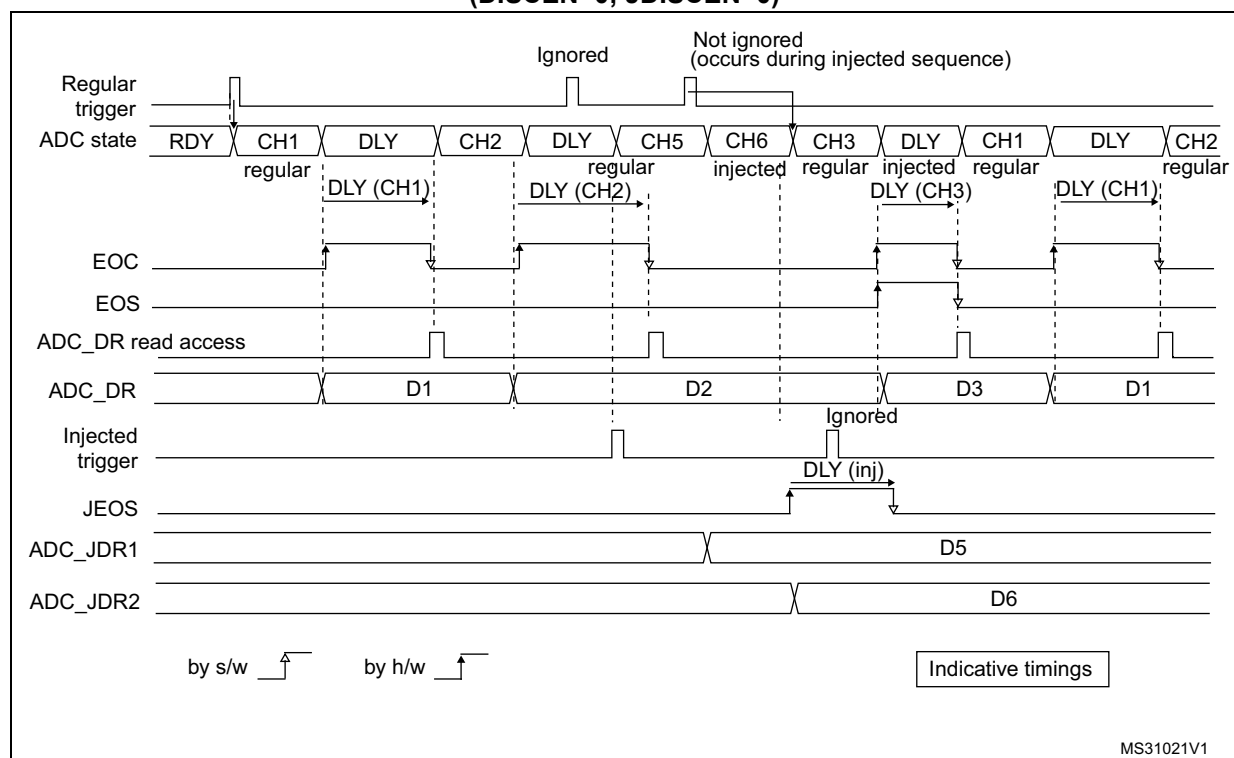 (DISCEN=0, JDISCEN=0)
Not ignored
Ignored
(occurs during injected sequence)
Regular
trigger
ADC state
RDY CH1 DLY CH2 DLY CH5 CH6 CH3 DLY CH1 DLY CH2
regular regular injected regular injected regular regular
DLY (CH1) DLY (CH2) DLY (CH3) DLY (CH1)
EOC
EOS
ADC_DR read access
ADC_DR D1 D2 D3 D1
Ignored
Injected
trigger
DLY (inj)
JEOS
ADC_JDR1 D5
ADC_JDR2 D6
by s/w by h/w Indicative timings
MS31021V1